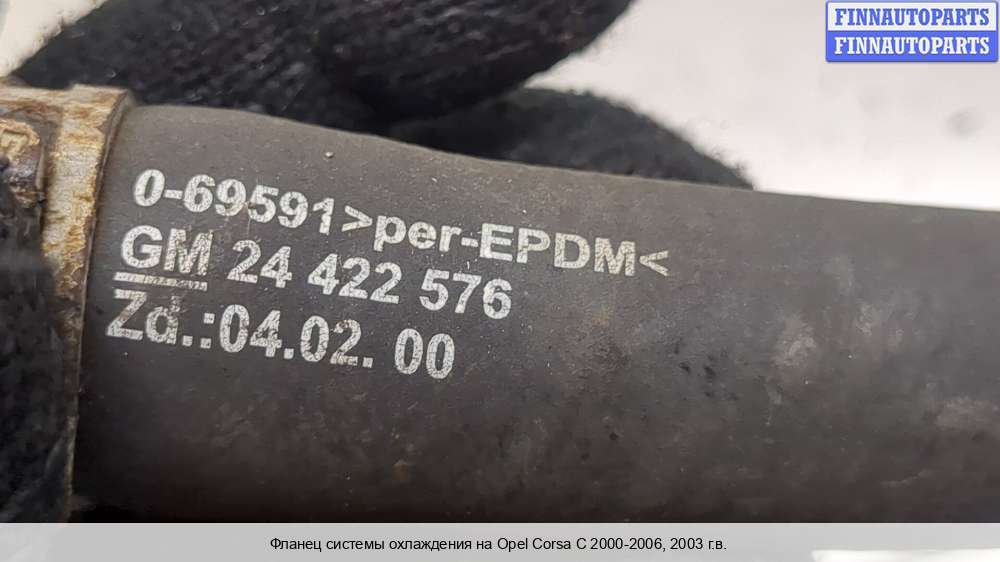 FINNAUTOPARTS
FINNAUTOPARTS
0-69591>per-EPDM<
GM 24 422 576
Zd.:04.02. 00
Фланец системы охлаждения на Opel Corsa C 2000-2006, 2003 г.в.